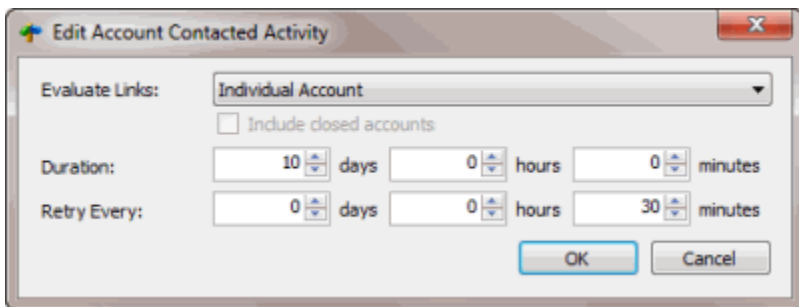 Edit Account Contacted Activity
Evaluate Links: Individual Account
Include closed accounts
Duration: 10 days 0 hours 0 minutes
Retry Every: 0 days 0 hours 30 minutes
OK Cancel